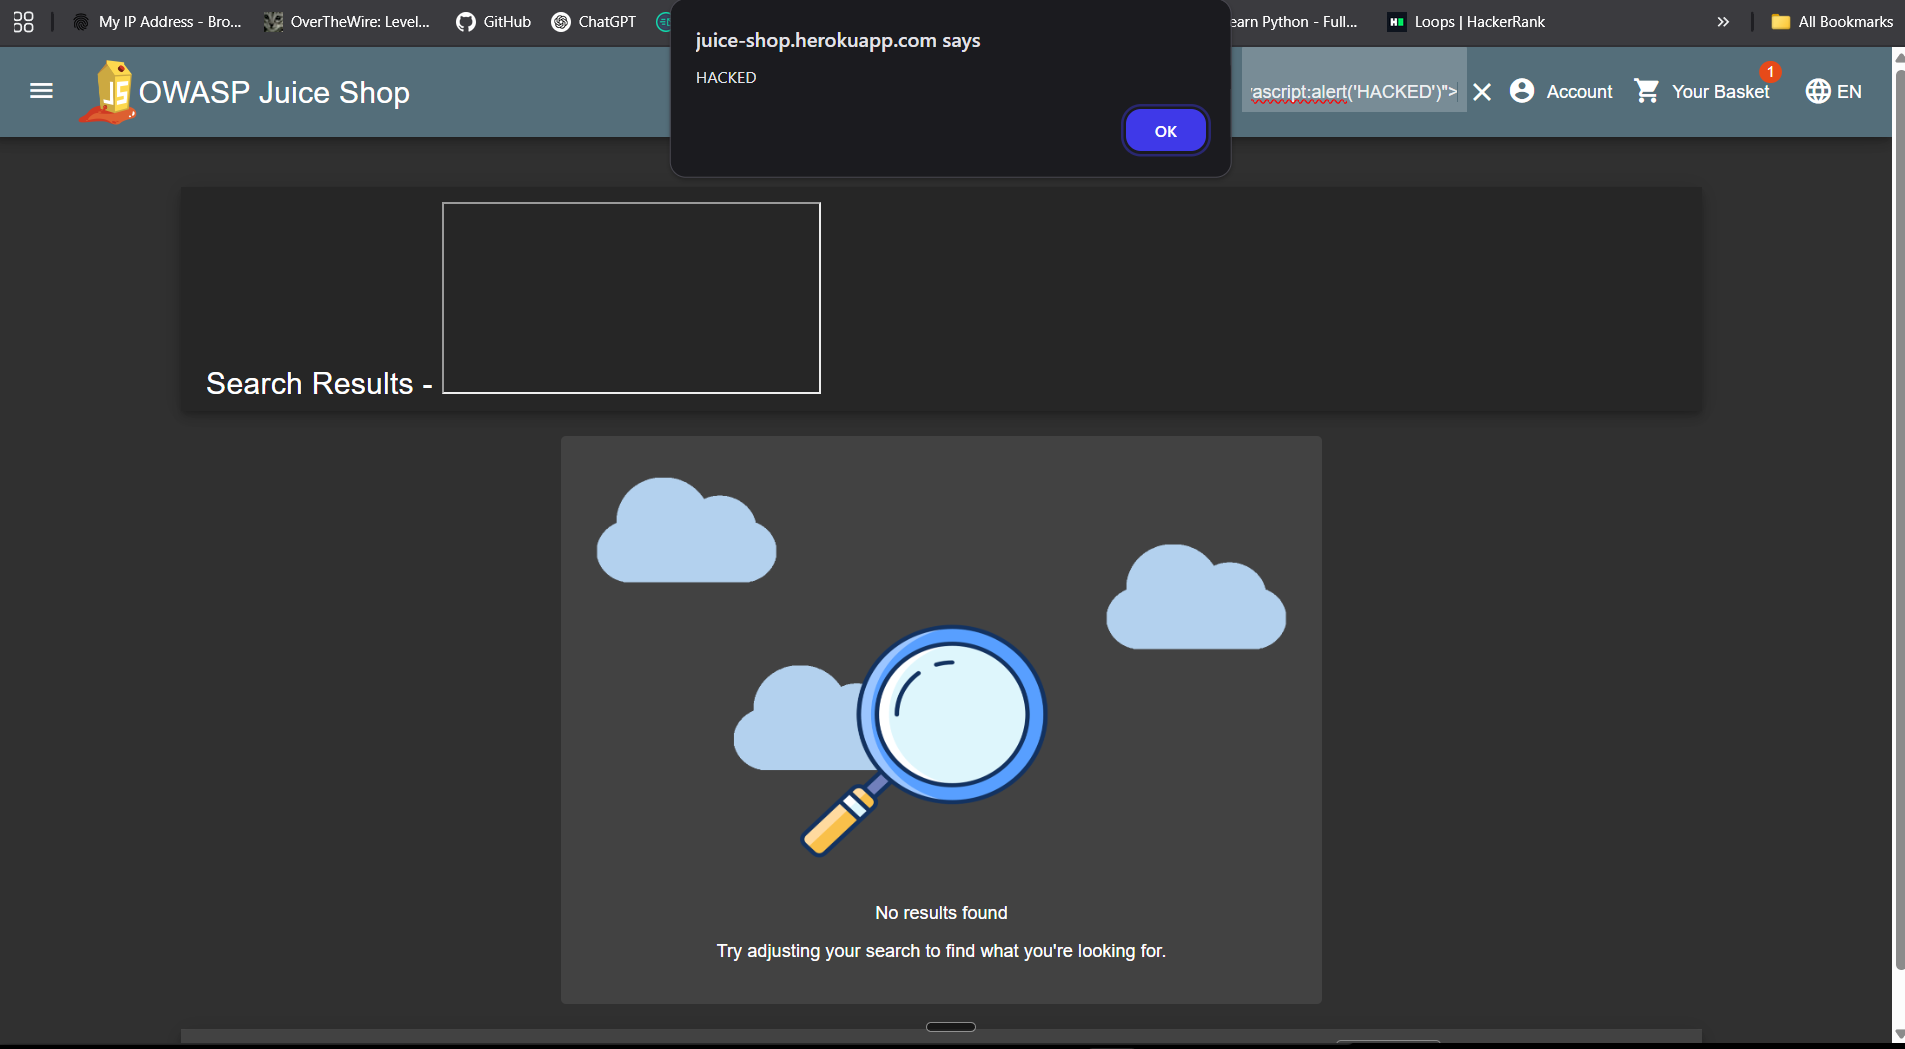 My IP Address - Bro...
OverTheWire: Level...
GitHub
ChatGPT
earn Python - Full...
Loops | HackerRank
All Bookmarks
juice-shop.herokuapp.com says
HACKED
OK
JS
OWASP Juice Shop
ascript:alert('HACKED')">
Account
1
Your Basket
EN
Search Results -
No results found
Try adjusting your search to find what you're looking for.